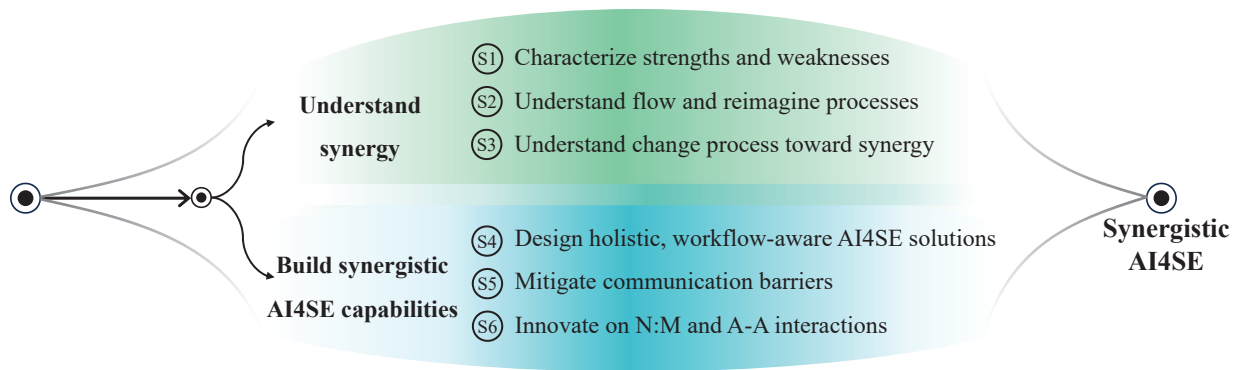 Understand
synergy
S1 Characterize strengths and weaknesses
S2 Understand flow and reimagine processes
S3 Understand change process toward synergy
Build synergistic
AI4SE capabilities
S4 Design holistic, workflow-aware AI4SE solutions
S5 Mitigate communication barriers
S6 Innovate on N:M and A-A interactions
Synergistic
AI4SE